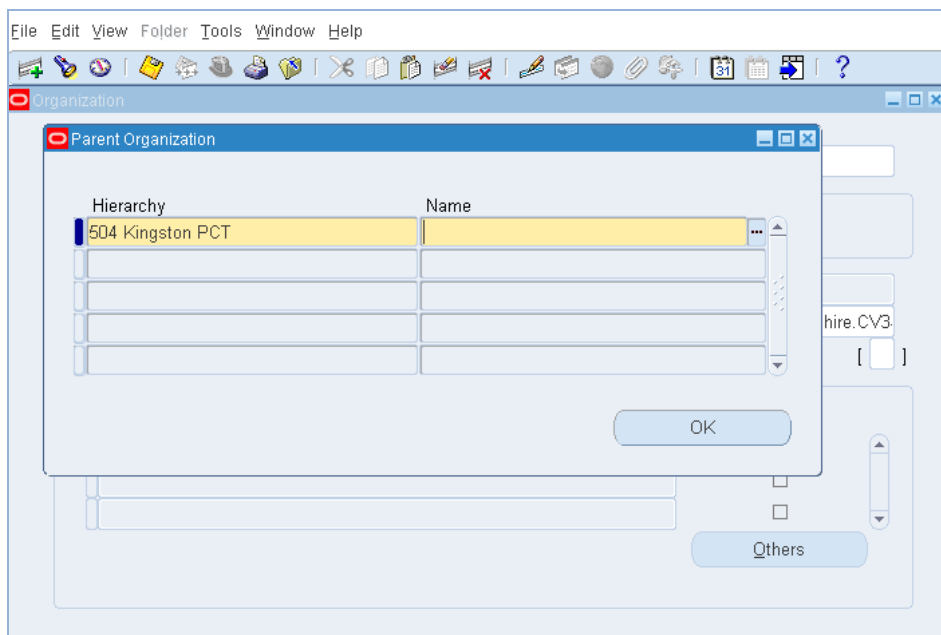 File Edit View Folder Tools Window Help
31 ?
Organization
Parent Organization
Hierarchy Name
504 Kingston PCT
...
hire.CV3
[ ]
OK
Others